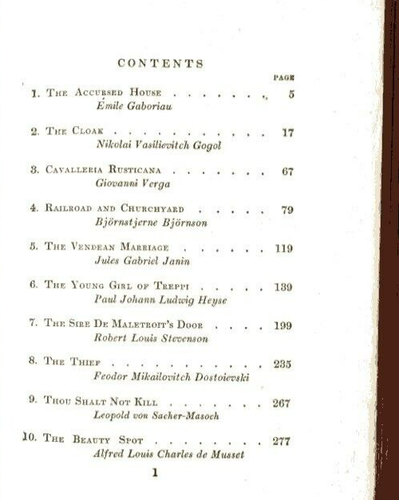 CONTENTS
PAGE
1. THE ACCURSED HOUSE . . . . . . . 5
Émile Gaboriau
2. THE CLOAK . . . . . . . . . . . 17
Nikolai Vasilievitch Gogol
3. CAVALLERIA RUSTICANA . . . . . . . 67
Giovanni Verga
4. RAILROAD AND CHURCHYARD . . . . . 79
Björnstjerne Björnson
5. THE VENDEAN MARRIAGE . . . . . . 119
Jules Gabriel Janin
6. THE YOUNG GIRL OF TREPPI . . . . . 139
Paul Johann Ludwig Heyse
7. THE SIRE DE MALETROIT'S DOOR . . . . 199
Robert Louis Stevenson
8. THE THIEF . . . . . . . . . . . 235
Feodor Mikailovitch Dostoievski
9. THOU SHALT NOT KILL . . . . . . . 267
Leopold von Sacher-Masoch
10. THE BEAUTY SPOT . . . . . . . . 277
Alfred Louis Charles de Musset
1